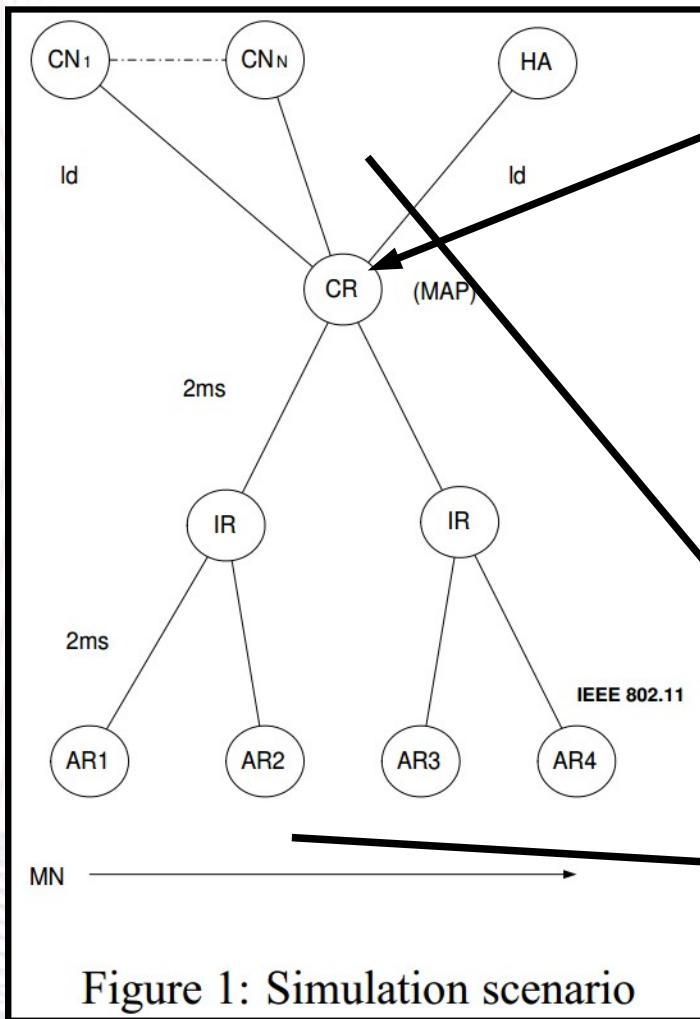 CN1 CNN HA
ld ld
CR (MAP)
2ms
IR IR
2ms
IEEE 802.11
AR1 AR2 AR3 AR4
MN
Figure 1: Simulation scenario